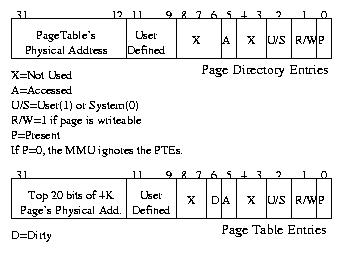 31 12 11 9 8 7 6 5 4 3 2 1 0
PageTable's User X A X U/S R/W P
Physical Address Defined
Page Directory Entries
X=Not Used
A=Accessed
U/S=User(1) or System(0)
R/W=1 if page is writeable
P=Present
If P=0, the MMU ignores the PTEs.
31 11 9 8 7 6 5 4 3 2 1 0
Top 20 bits of 4K User X D A X U/S R/W P
Page's Physical Add. Defined
Page Table Entries
D=Dirty